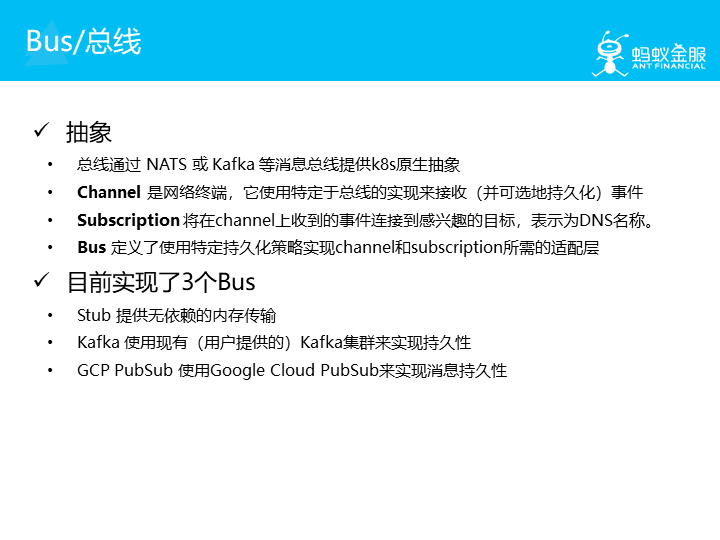 Bus/总线
蚂蚁金服
ANT FINANCIAL
✓ 抽象
• 总线通过 NATS 或 Kafka 等消息总线提供k8s原生抽象
• Channel 是网络终端，它使用特定于总线的实现来接收（并可选地持久化）事件
• Subscription 将在channel上收到的事件连接到感兴趣的目标，表示为DNS名称。
• Bus 定义了使用特定持久化策略实现channel和subscription所需的适配层
✓ 目前实现了3个Bus
• Stub 提供无依赖的内存传输
• Kafka 使用现有（用户提供的）Kafka集群来实现持久性
• GCP PubSub 使用Google Cloud PubSub来实现消息持久性